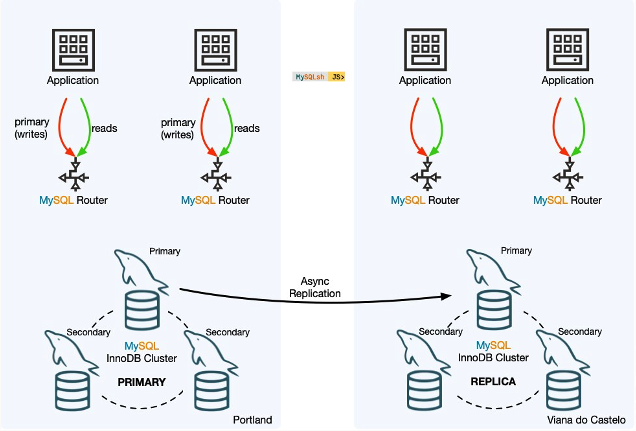 Application
Application
MySQLsh JS>
Application
Application
primary
(writes)
reads
primary
(writes)
reads
MySQL Router
MySQL Router
MySQL Router
MySQL Router
Primary
Primary
Async
Replication
Secondary
Secondary
Secondary
Secondary
MySQL
InnoDB Cluster
MySQL
InnoDB Cluster
PRIMARY
REPLICA
Portland
Viana do Castelo